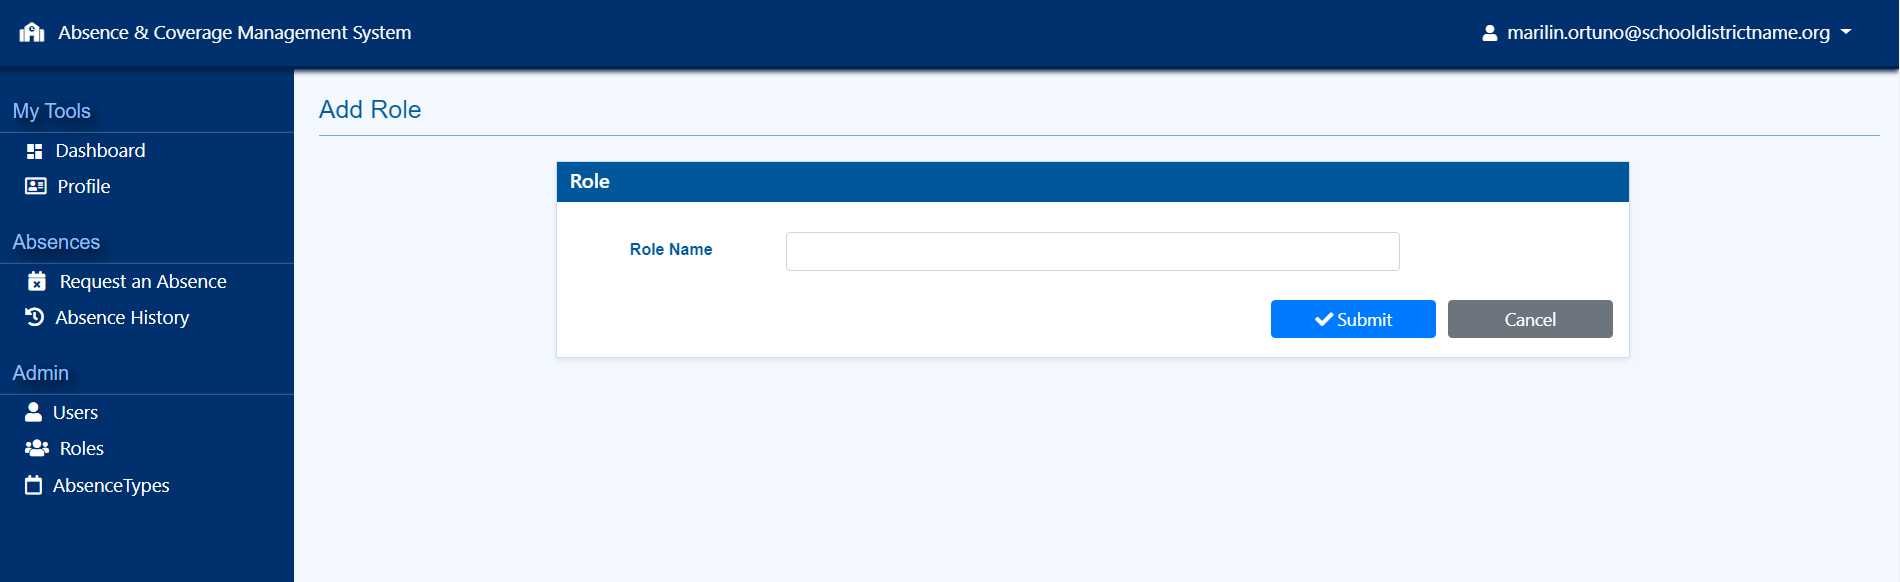 Absence & Coverage Management System
marilin.ortuno@schooldistrictname.org
My Tools
Dashboard
Profile
Absences
Request an Absence
Absence History
Admin
Users
Roles
AbsenceTypes
Add Role
Role
Role Name
Submit
Cancel